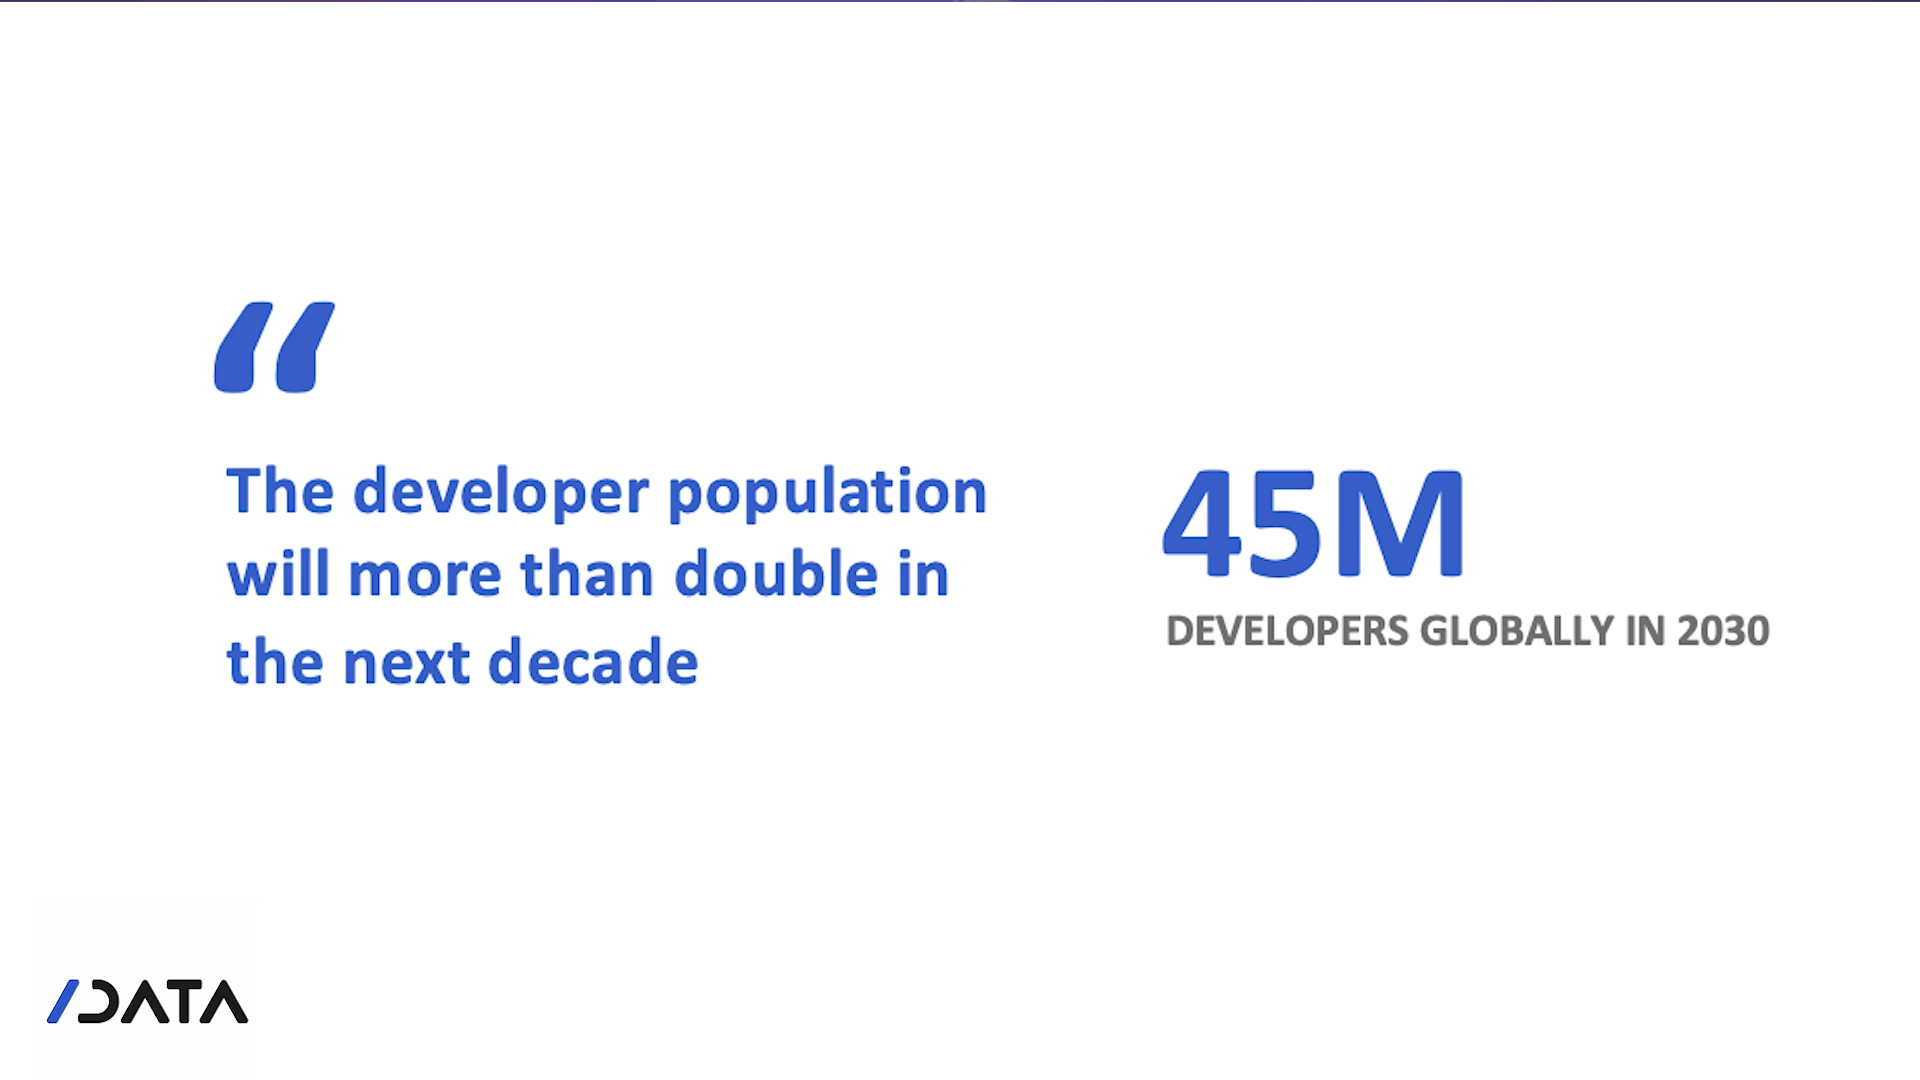 “
The developer population
will more than double in
the next decade
45M
DEVELOPERS GLOBALLY IN 2030
/DATA